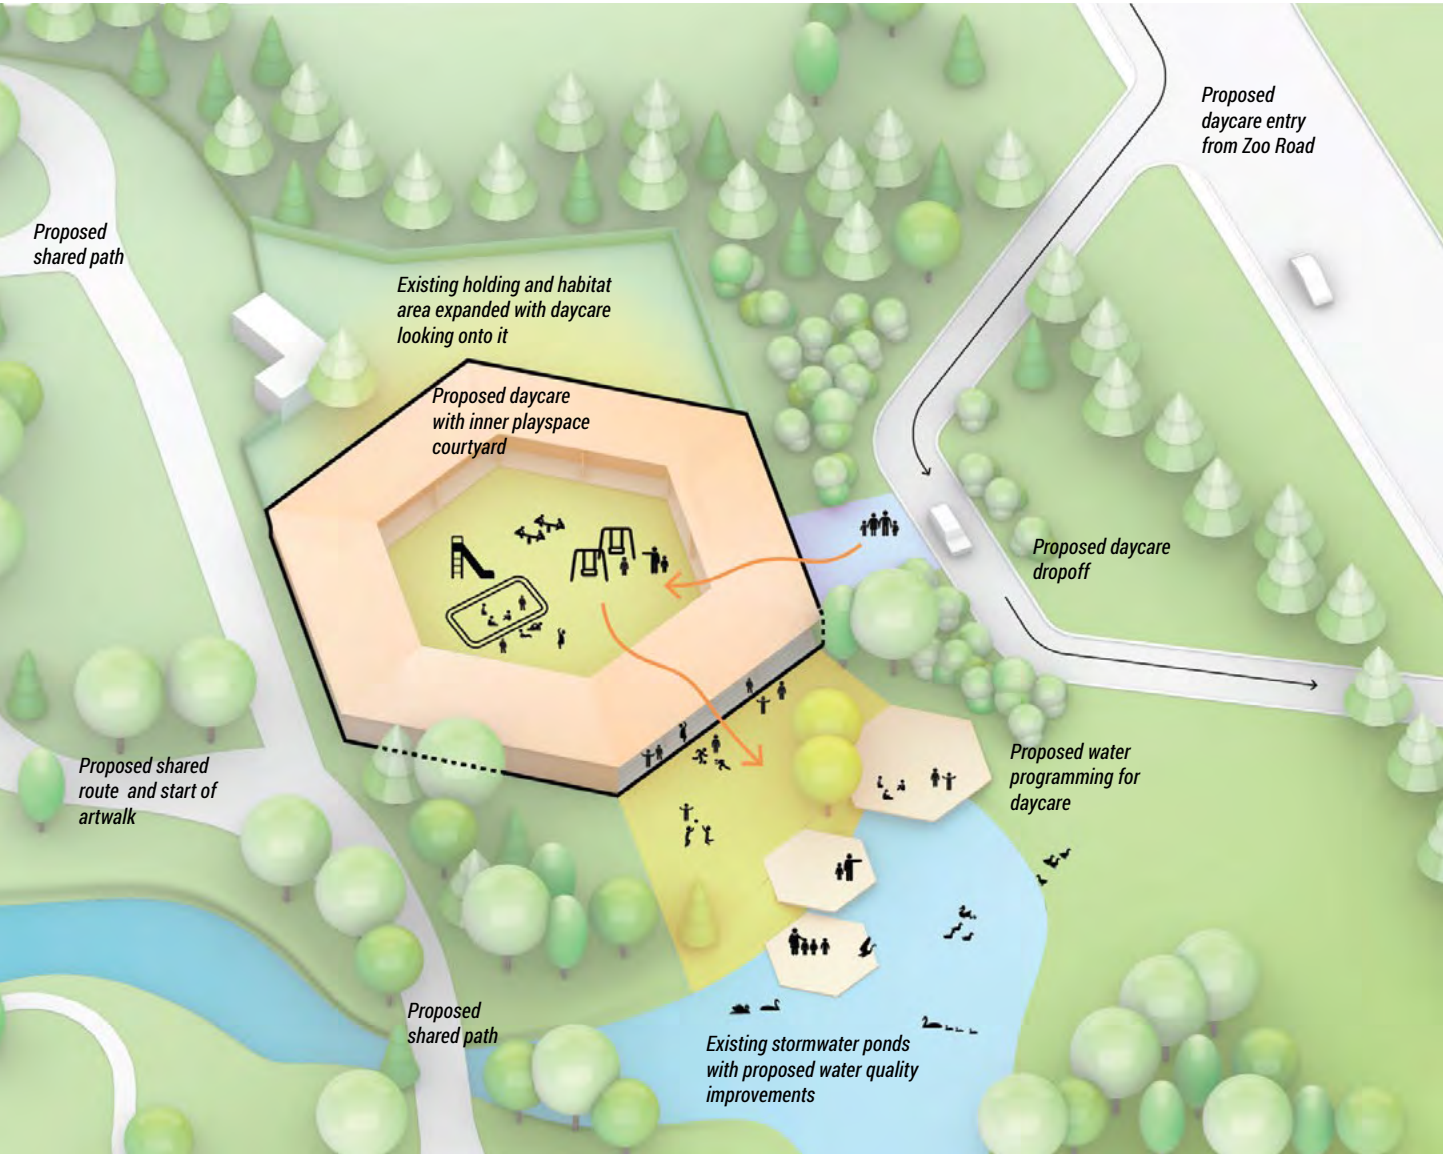 Proposed
daycare entry
from Zoo Road
Proposed
shared path
Existing holding and habitat
area expanded with daycare
looking onto it
Proposed daycare
with inner playspace
courtyard
Proposed daycare
dropoff
Proposed shared
route and start of
artwalk
Proposed water
programming for
daycare
Proposed
shared path
Existing stormwater ponds
with proposed water quality
improvements